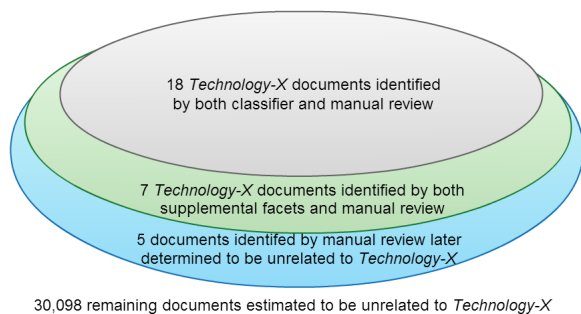 18 Technology-X documents identified
by both classifier and manual review
7 Technology-X documents identified by both
supplemental facets and manual review
5 documents identifed by manual review later
determined to be unrelated to Technology-X
30,098 remaining documents estimated to be unrelated to Technology-X